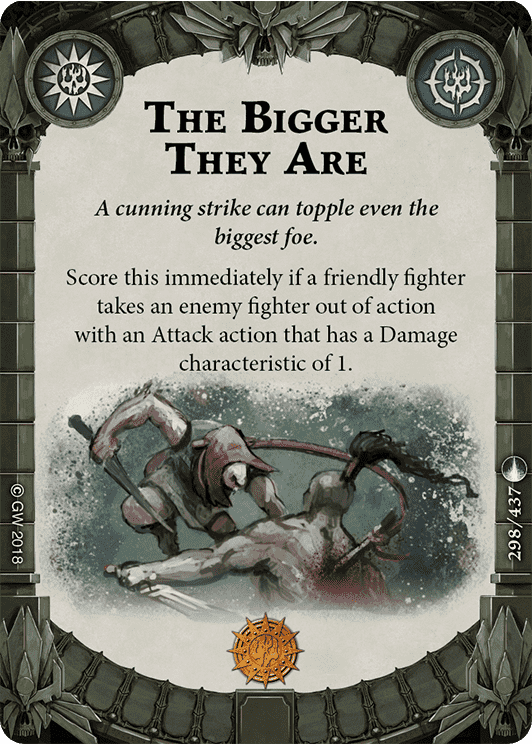 The Bigger
They Are
A cunning strike can topple even the
biggest foe.
Score this immediately if a friendly fighter
takes an enemy fighter out of action
with an Attack action that has a Damage
characteristic of 1.
© GW 2018
298/437